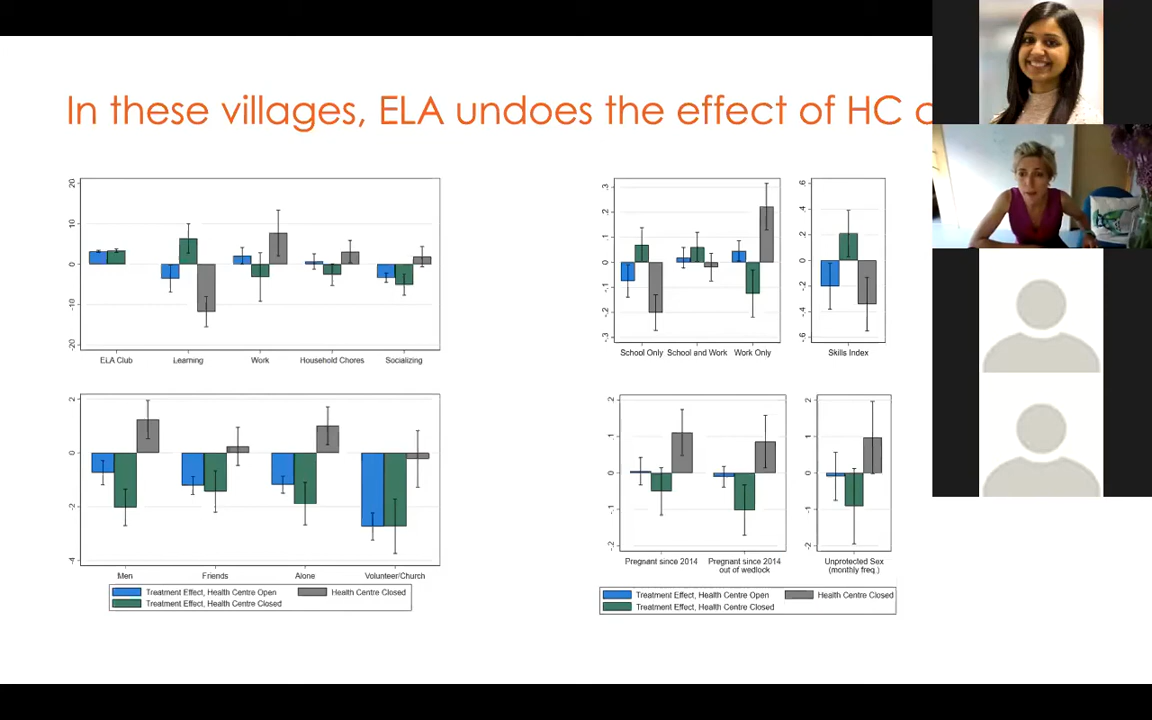 In these villages, ELA undoes the effect of HC
20
10
0
-10
-20
ELA Club Learning Work Household Chores Socializing
.3
.2
.1
0
-.1
-.2
-.3
School Only School and Work Work Only
.6
.4
.2
0
-.2
-.4
-.6
Skills Index
2
0
-2
-4
Men Friends Alone Volunteer/Church
Treatment Effect, Health Centre Open Health Centre Closed
Treatment Effect, Health Centre Closed
.2
.1
0
-.1
-.2
Pregnant since 2014 Pregnant since 2014
out of wedlock
2
1
0
-1
-2
Unprotected Sex
(monthly freq.)
Treatment Effect, Health Centre Open Health Centre Closed
Treatment Effect, Health Centre Closed